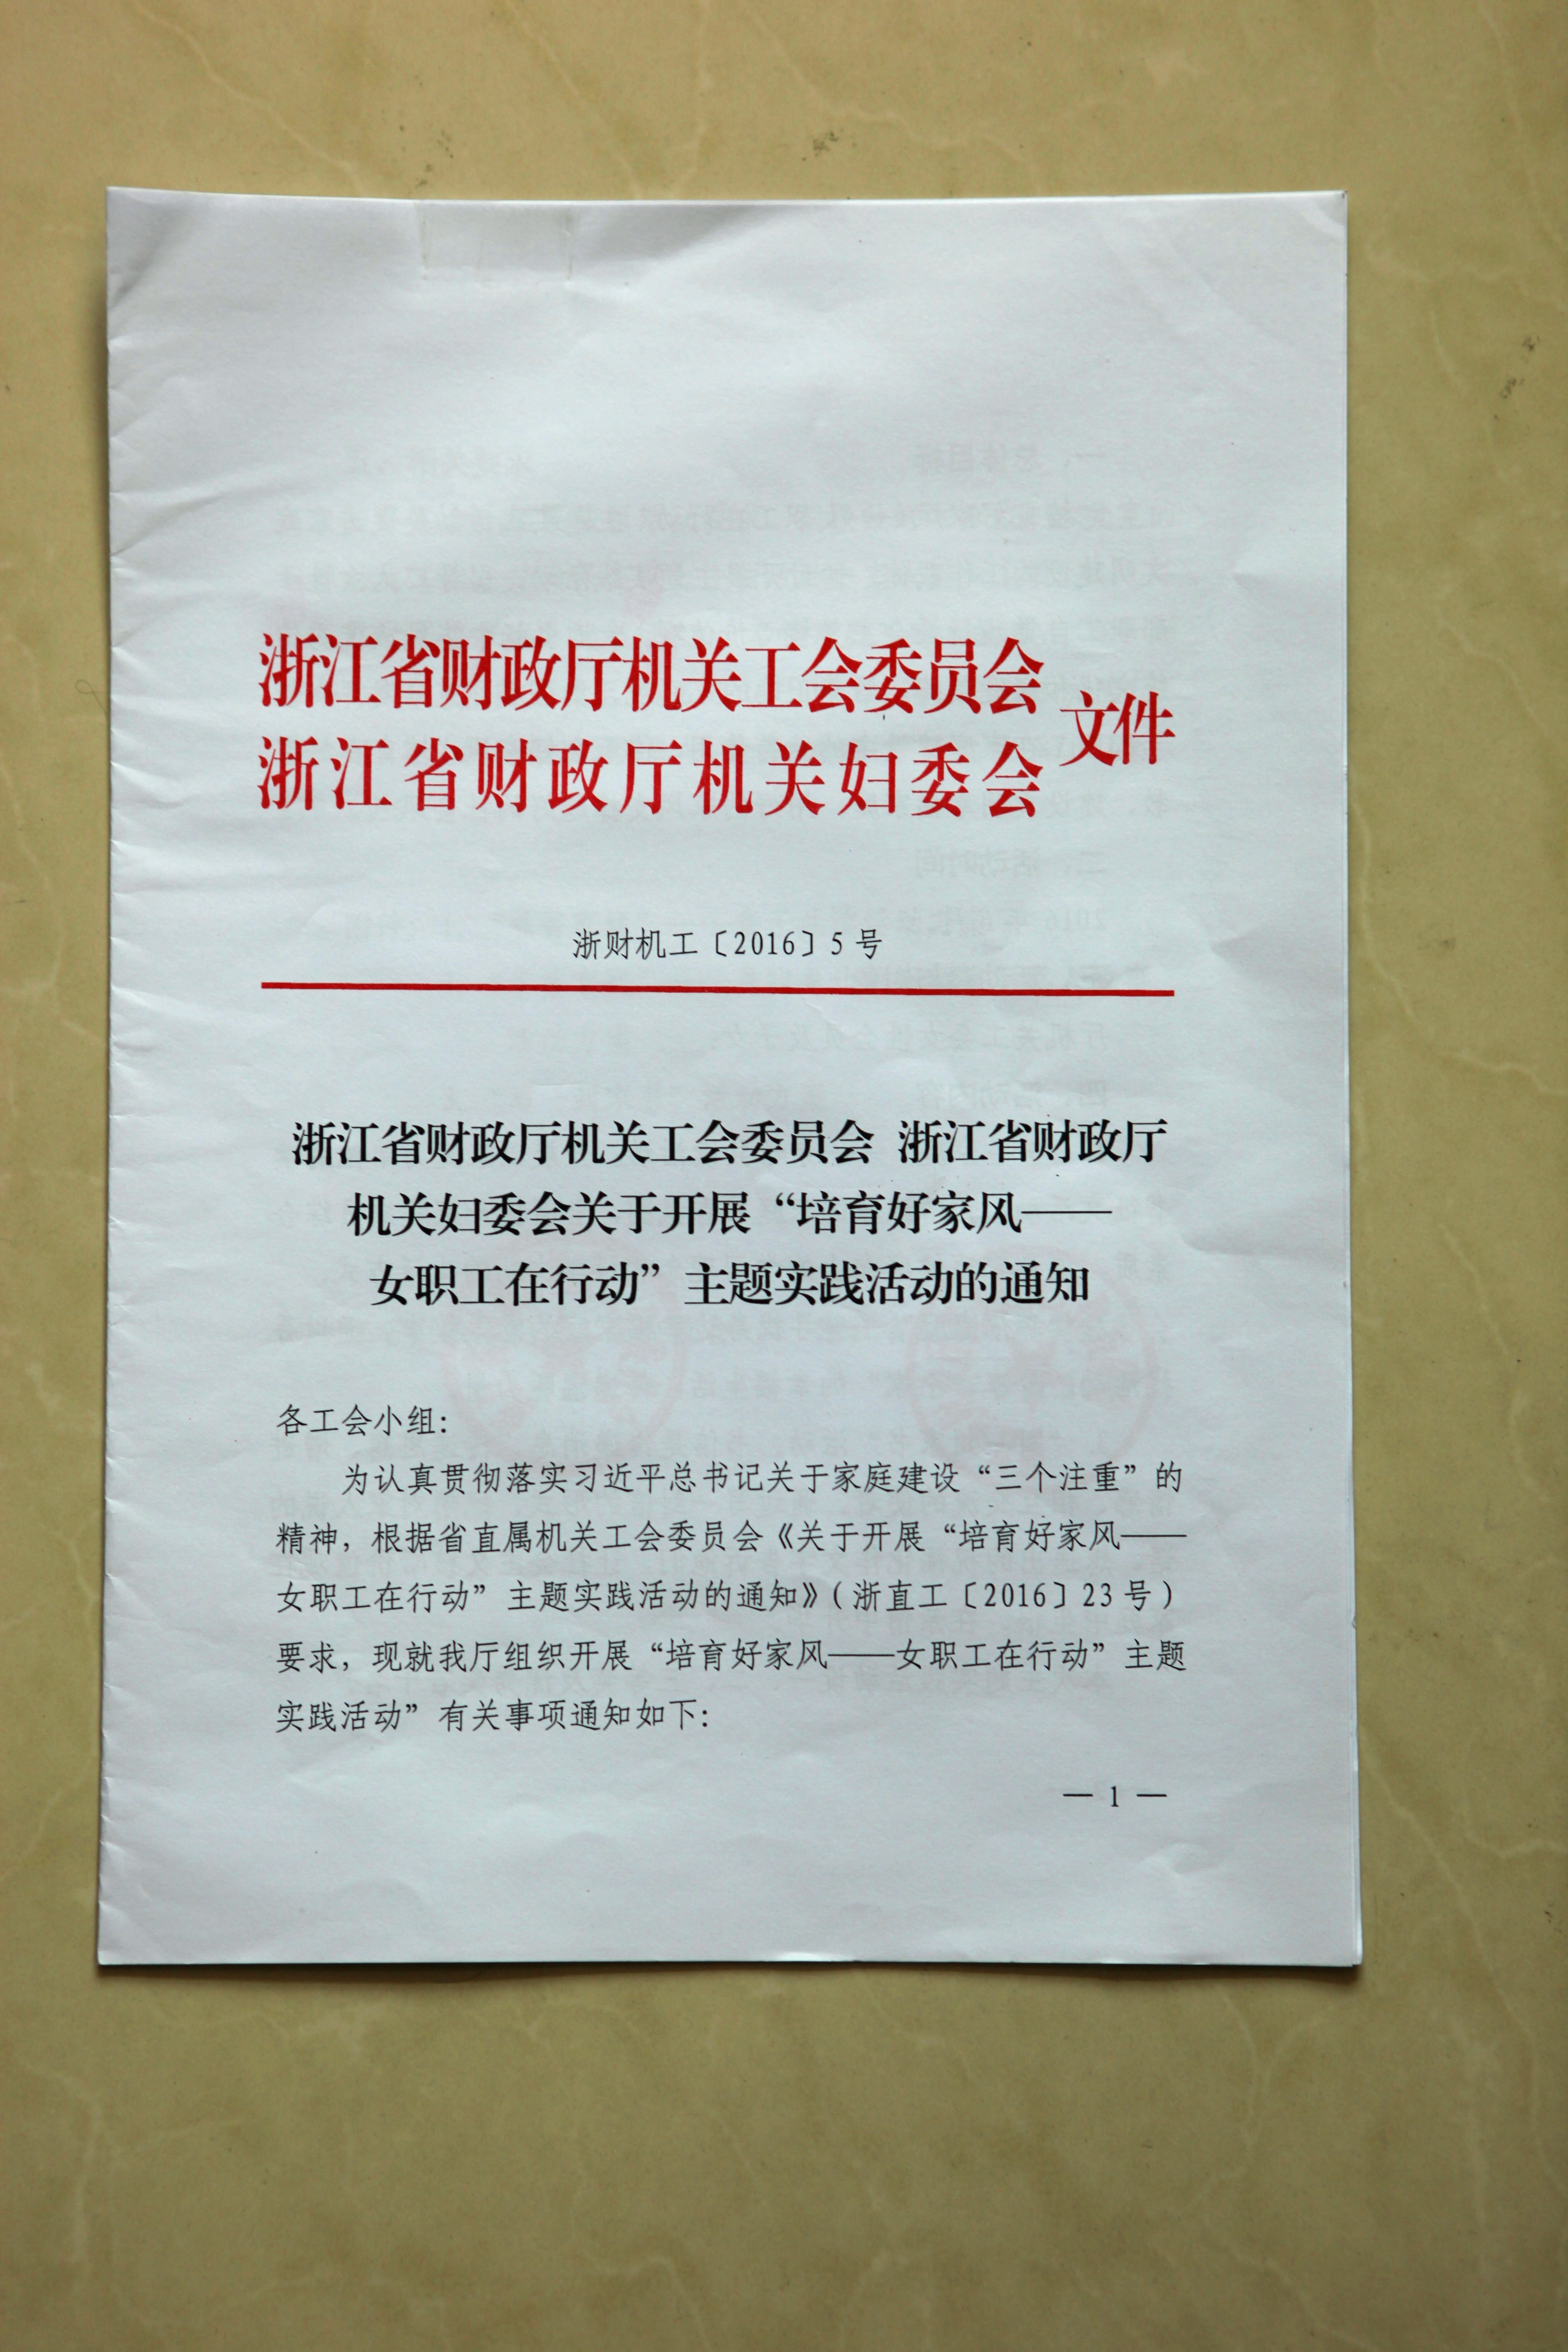 浙江省财政厅机关工会委员会
浙江省财政厅机关妇委会
文件
浙财机工〔2016〕5号
浙江省财政厅机关工会委员会 浙江省财政厅
机关妇委会关于开展“培育好家风——
女职工在行动”主题实践活动的通知
各工会小组：
为认真贯彻落实习近平总书记关于家庭建设“三个注重”的
精神，根据省直属机关工会委员会《关于开展“培育好家风——
女职工在行动”主题实践活动的通知》（浙直工〔2016〕23号）
要求，现就我厅组织开展“培育好家风——女职工在行动”主题
实践活动”有关事项通知如下：
— 1 —